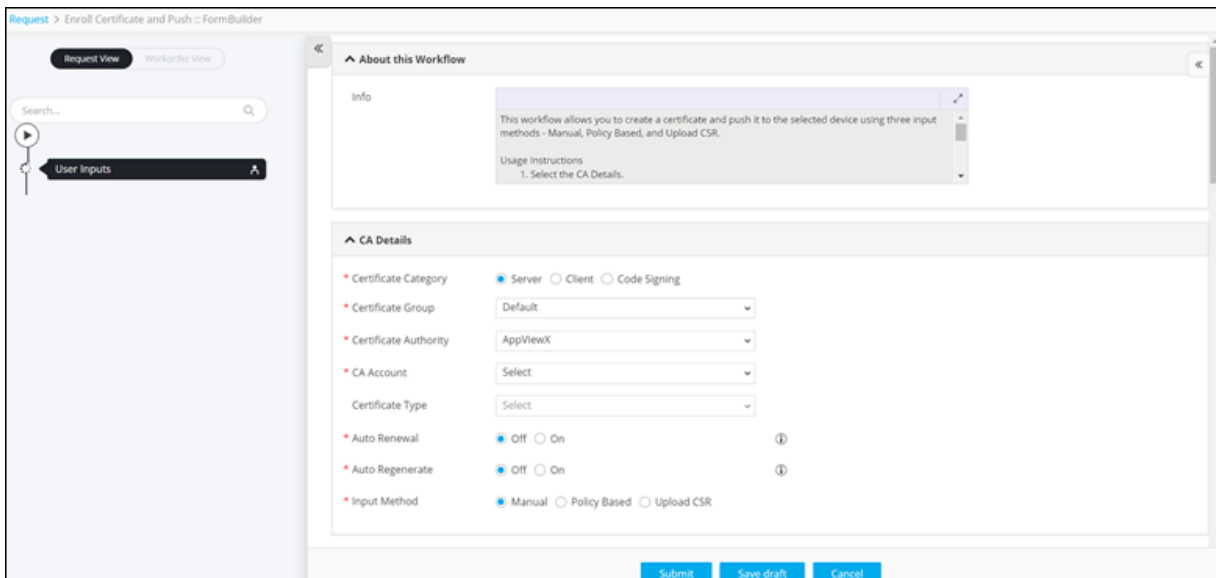 Request > Enroll Certificate and Push :: FormBuilder
Request View
Workorder View
Search...
User Inputs
About this Workflow
Info
This workflow allows you to create a certificate and push it to the selected device using three input
methods - Manual, Policy Based, and Upload CSR.
Usage Instructions
1. Select the CA Details.
CA Details
* Certificate Category Server Client Code Signing
* Certificate Group Default
* Certificate Authority AppViewX
* CA Account Select
Certificate Type Select
* Auto Renewal Off On
* Auto Regenerate Off On
* Input Method Manual Policy Based Upload CSR
Submit Save draft Cancel